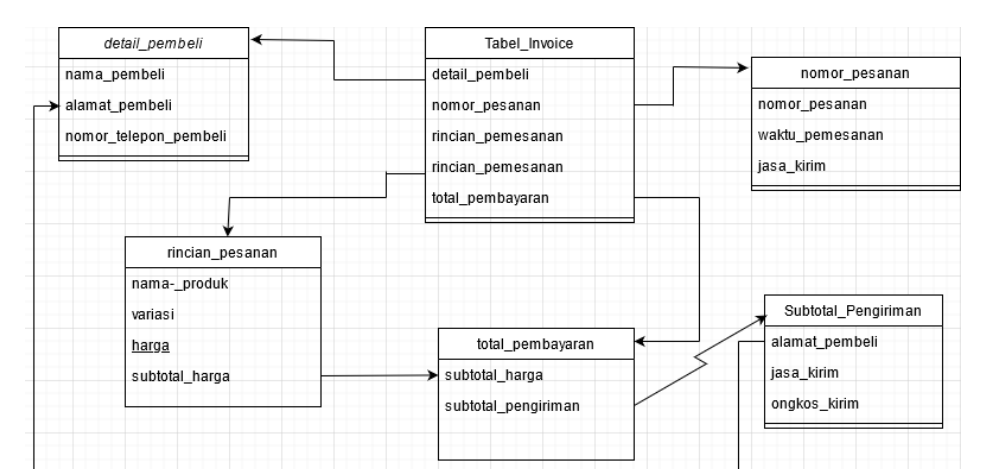 detail_pembeli
nama_pembeli
alamat_pembeli
nomor_telepon_pembeli
Tabel_Invoice
detail_pembeli
nomor_pesanan
rincian_pemesanan
rincian_pemesanan
total_pembayaran
nomor_pesanan
nomor_pesanan
waktu_pemesanan
jasa_kirim
rincian_pesanan
nama-_produk
variasi
harga
subtotal_harga
total_pembayaran
subtotal_harga
subtotal_pengiriman
Subtotal_Pengiriman
alamat_pembeli
jasa_kirim
ongkos_kirim